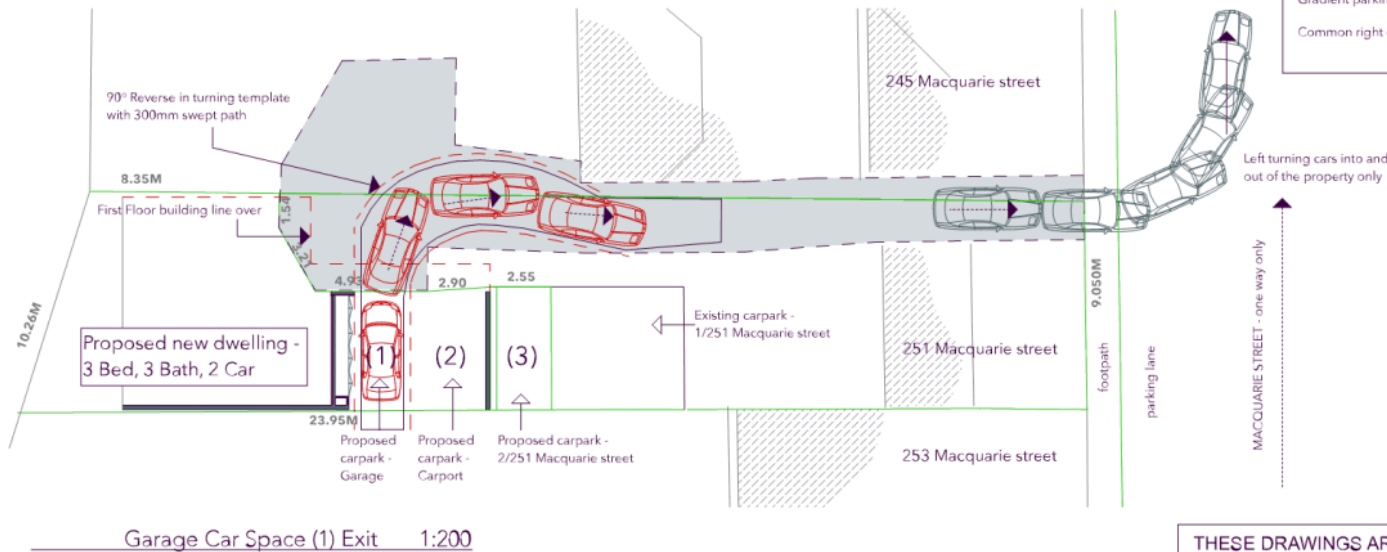 Gradient parkin
Common right
245 Macquarie street
90° Reverse in turning template
with 300mm swept path
Left turning cars into and
out of the property only
8.35M
First Floor building line over
1.54
3.21
4.93
2.90
2.55
10.26M
9.050M
Existing carpark -
1/251 Macquarie street
Proposed new dwelling -
3 Bed, 3 Bath, 2 Car
(1)
(2)
(3)
251 Macquarie street
footpath
parking lane
MACQUARIE STREET - one way only
23.95M
Proposed
carpark -
Garage
Proposed
carpark -
Carport
Proposed carpark -
2/251 Macquarie street
253 Macquarie street
Garage Car Space (1) Exit 1:200
THESE DRAWINGS AR